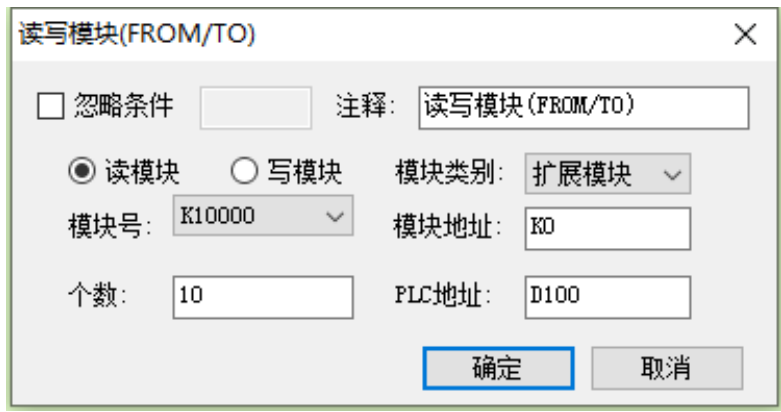 读写模块(FROM/TO)
忽略条件 注释: 读写模块(FROM/TO)
读模块 写模块 模块类别: 扩展模块
模块号: K10000 模块地址: K0
个数: 10 PLC地址: D100
确定 取消